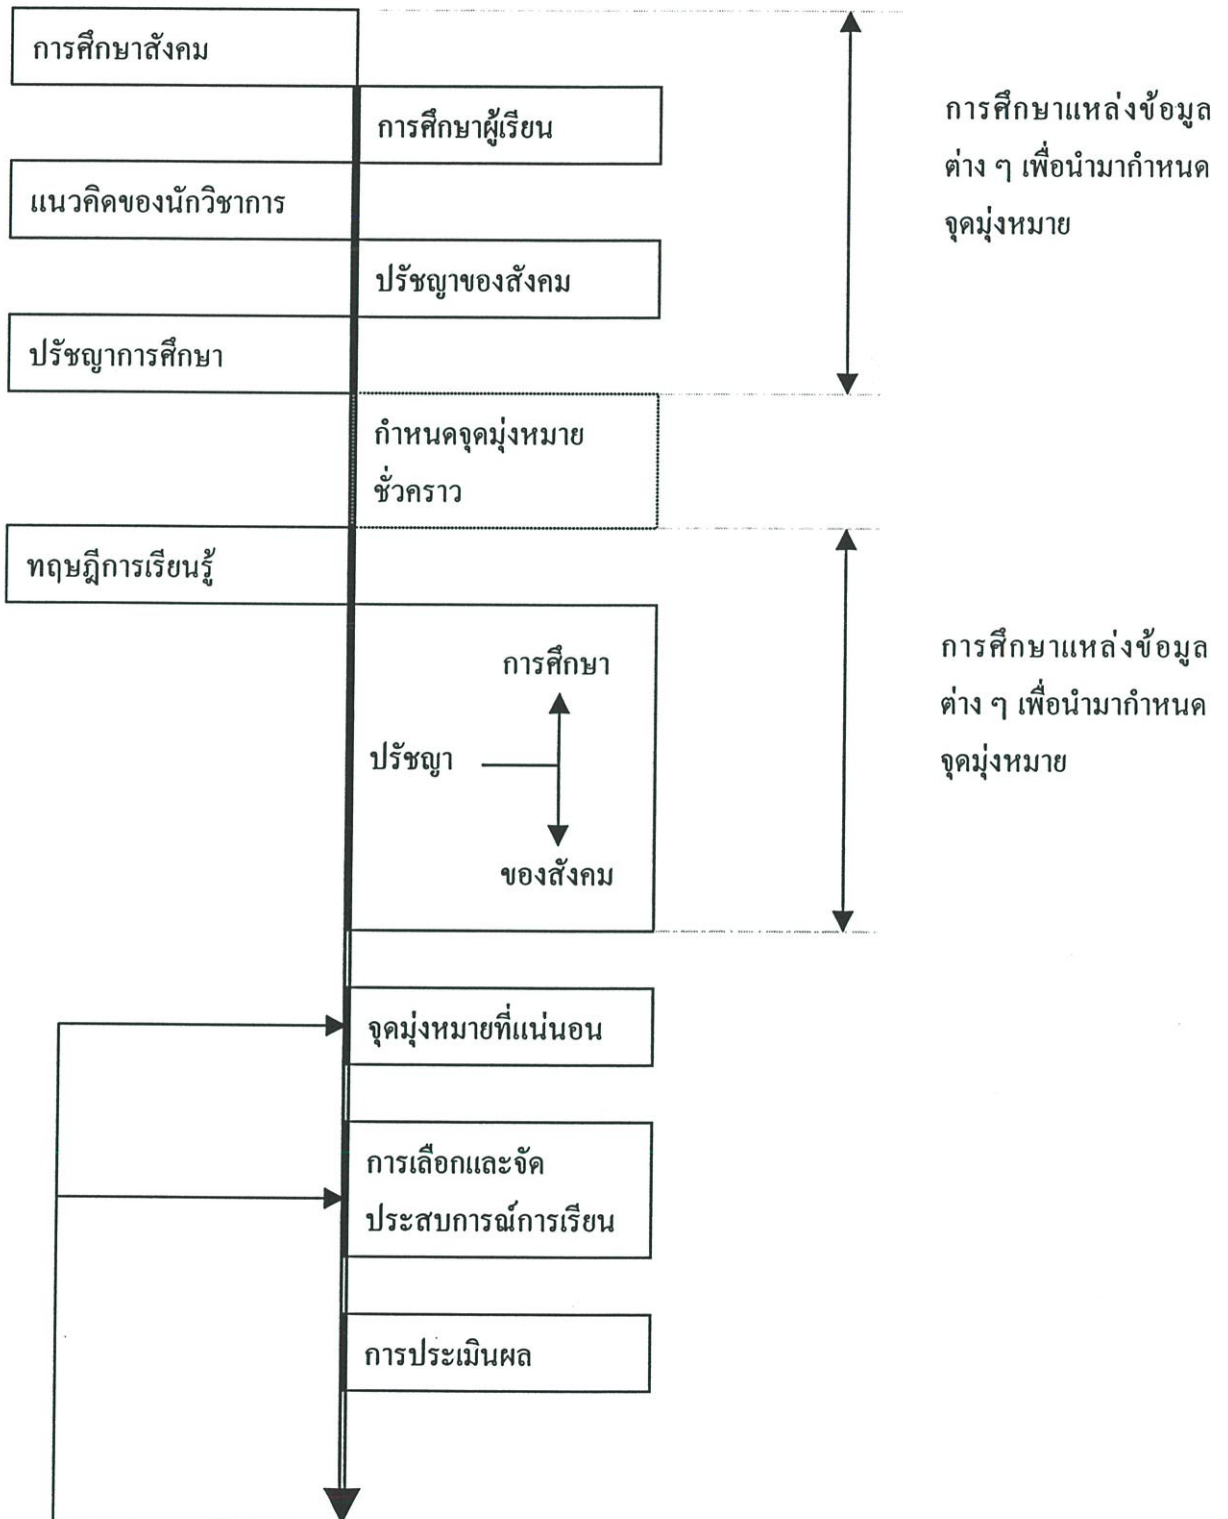 การศึกษาสังคม
การศึกษาผู้เรียน
แนวคิดของนักวิชาการ
ปรัชญาของสังคม
ปรัชญาการศึกษา
การศึกษาแหล่งข้อมูล
ต่าง ๆ เพื่อนำมากำหนด
จุดมุ่งหมาย
กำหนดจุดมุ่งหมาย
ชั่วคราว
ทฤษฎีการเรียนรู้
การศึกษา
ปรัชญา
ของสังคม
การศึกษาแหล่งข้อมูล
ต่าง ๆ เพื่อนำมากำหนด
จุดมุ่งหมาย
จุดมุ่งหมายที่แน่นอน
การเลือกและจัด
ประสบการณ์การเรียน
การประเมินผล